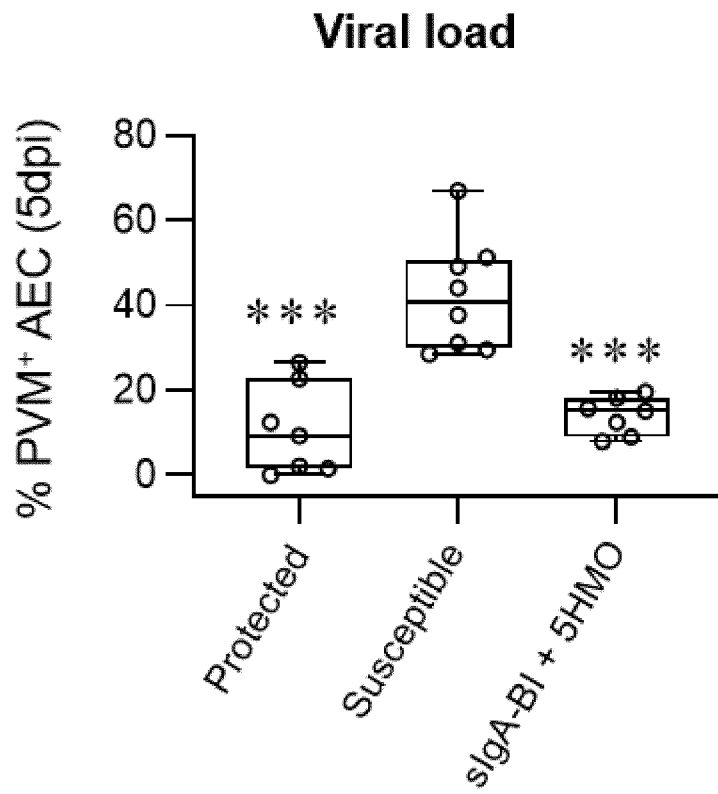 Viral load
% PVM⁺ AEC (5dpi)
80
60
40
20
0
***
***
Protected
Susceptible
sIgA-BI + 5HMO